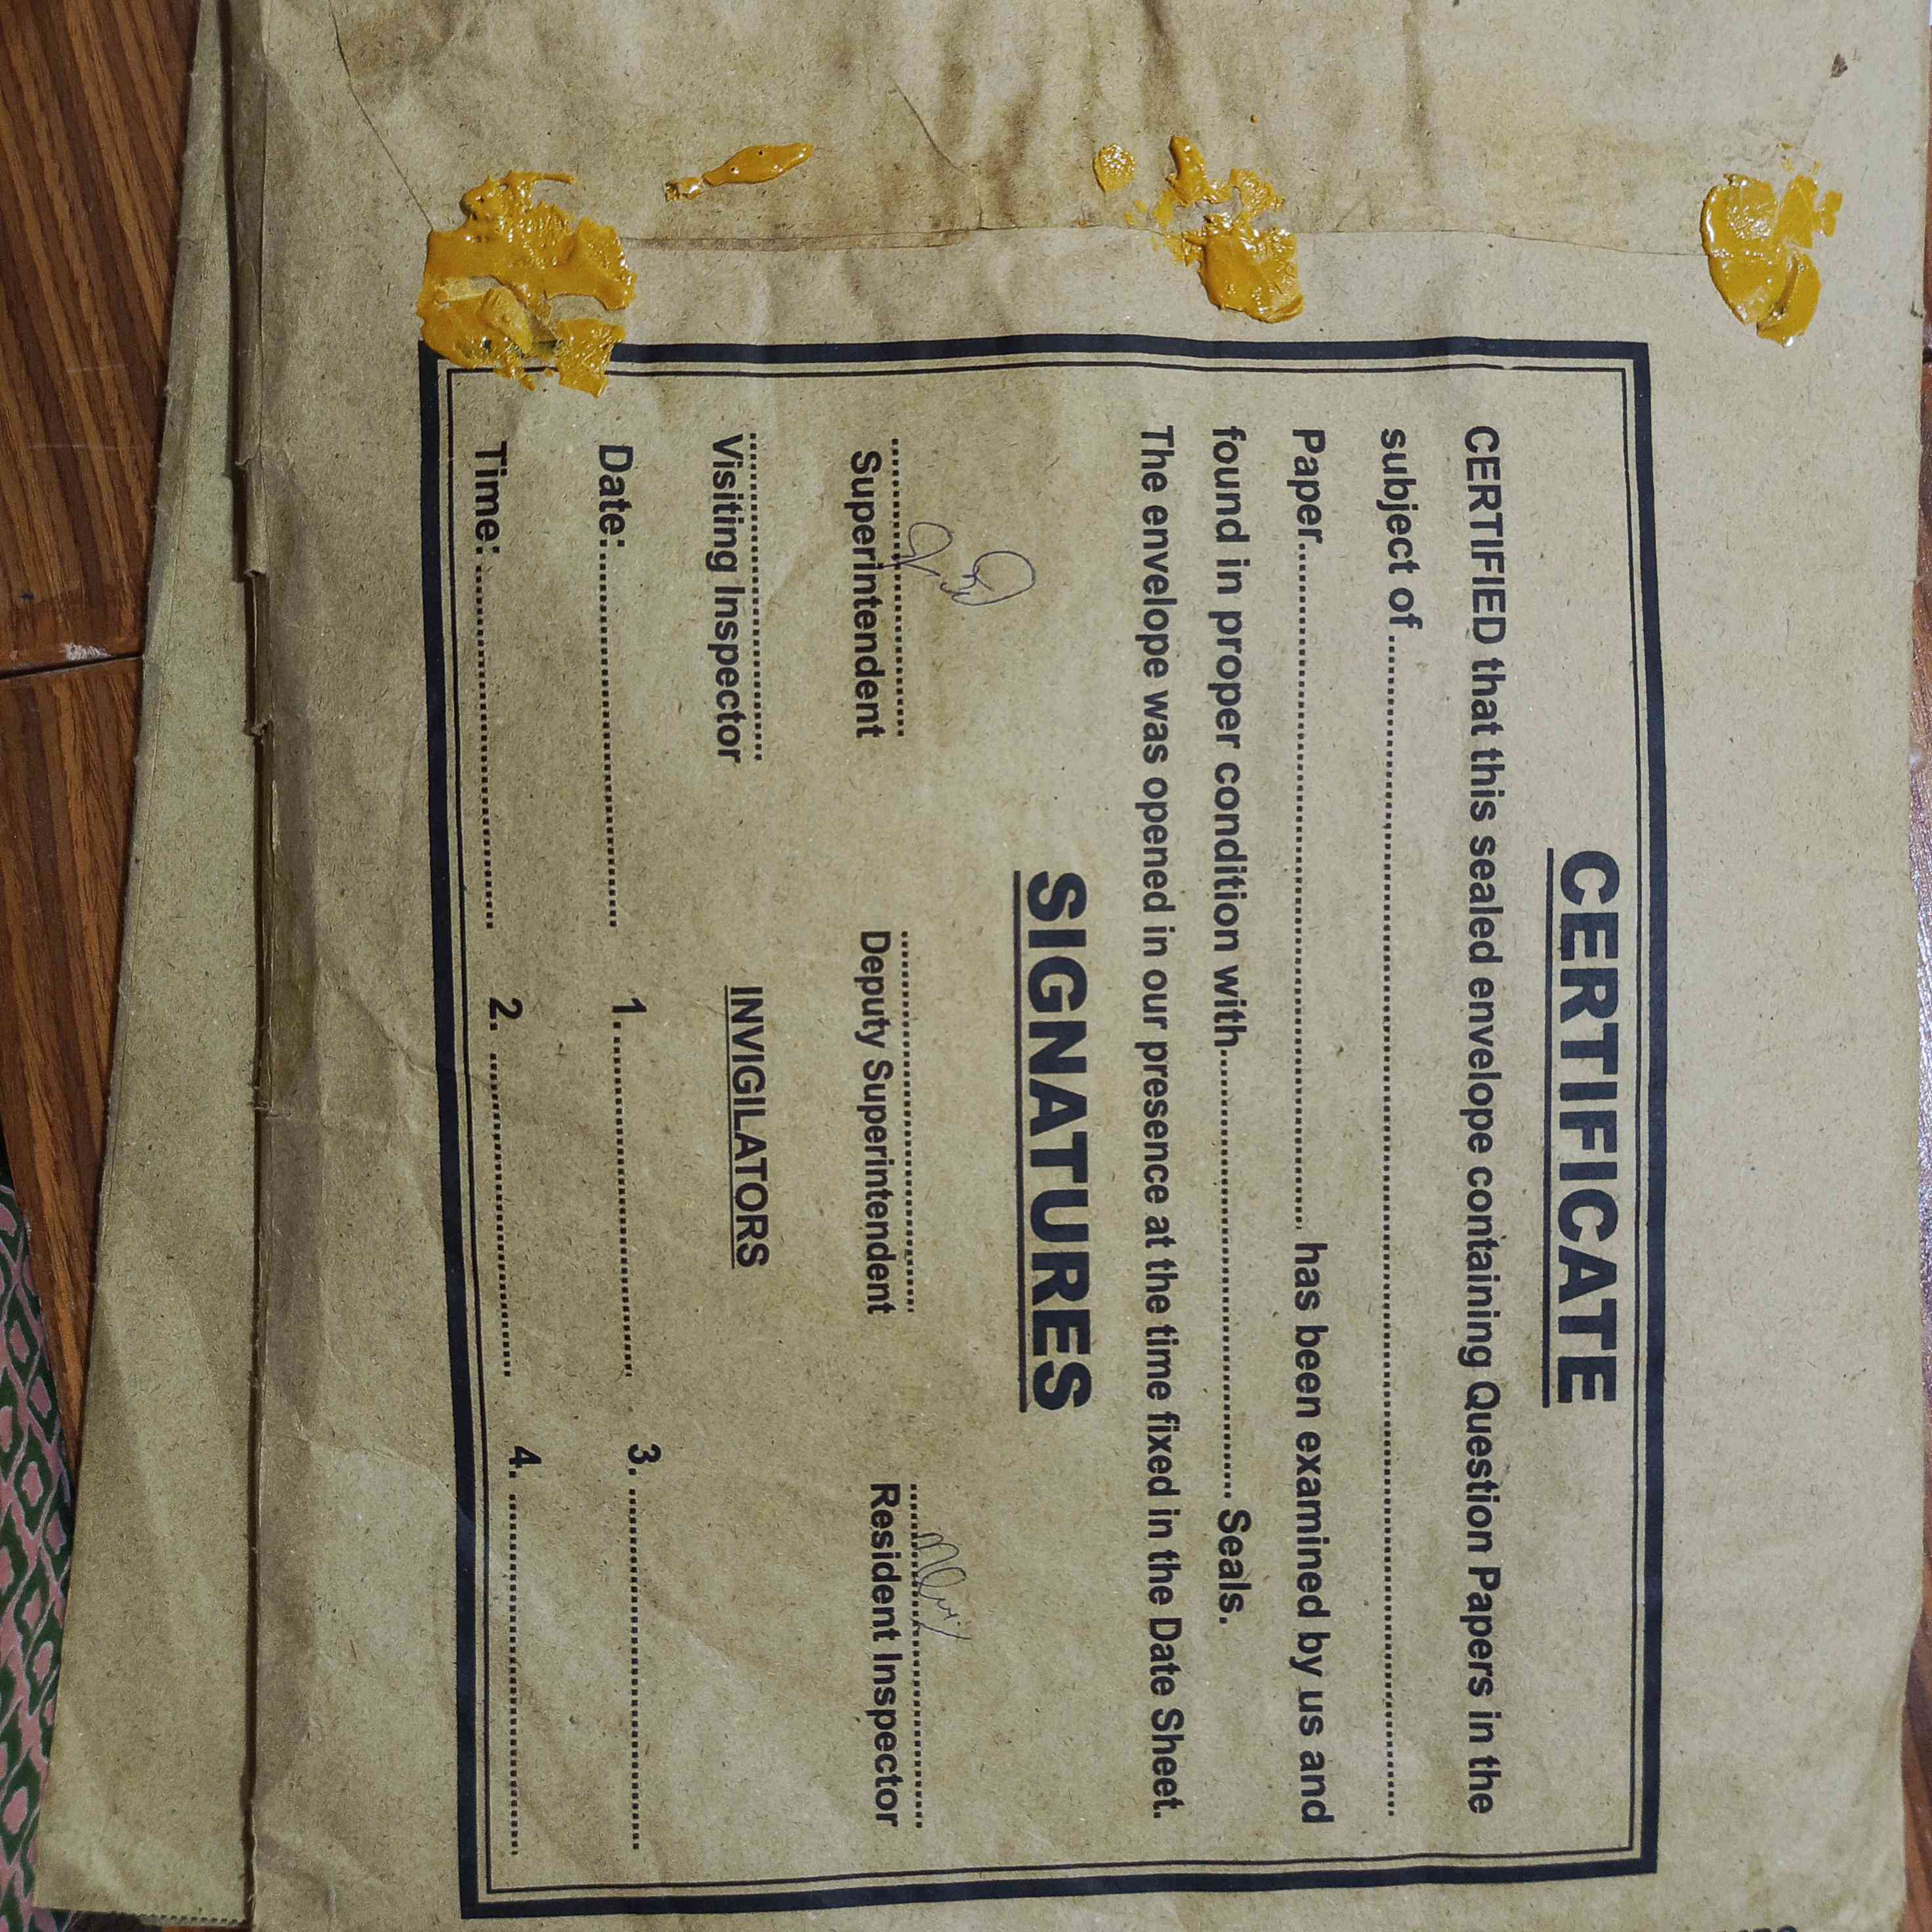 CERTIFICATE
CERTIFIED that this sealed envelope containing Question Papers in the
subject of ..........................................................................................
Paper............................................................ has been examined by us and
found in proper condition with........................................ Seals.
The envelope was opened in our presence at the time fixed in the Date Sheet.
SIGNATURES
Superintendent Deputy Superintendent Resident Inspector
Visiting Inspector INVIGILATORS
Date:........................................ 1.................................... 3. ....................................
Time: ........................................ 2. .................................... 4. ....................................